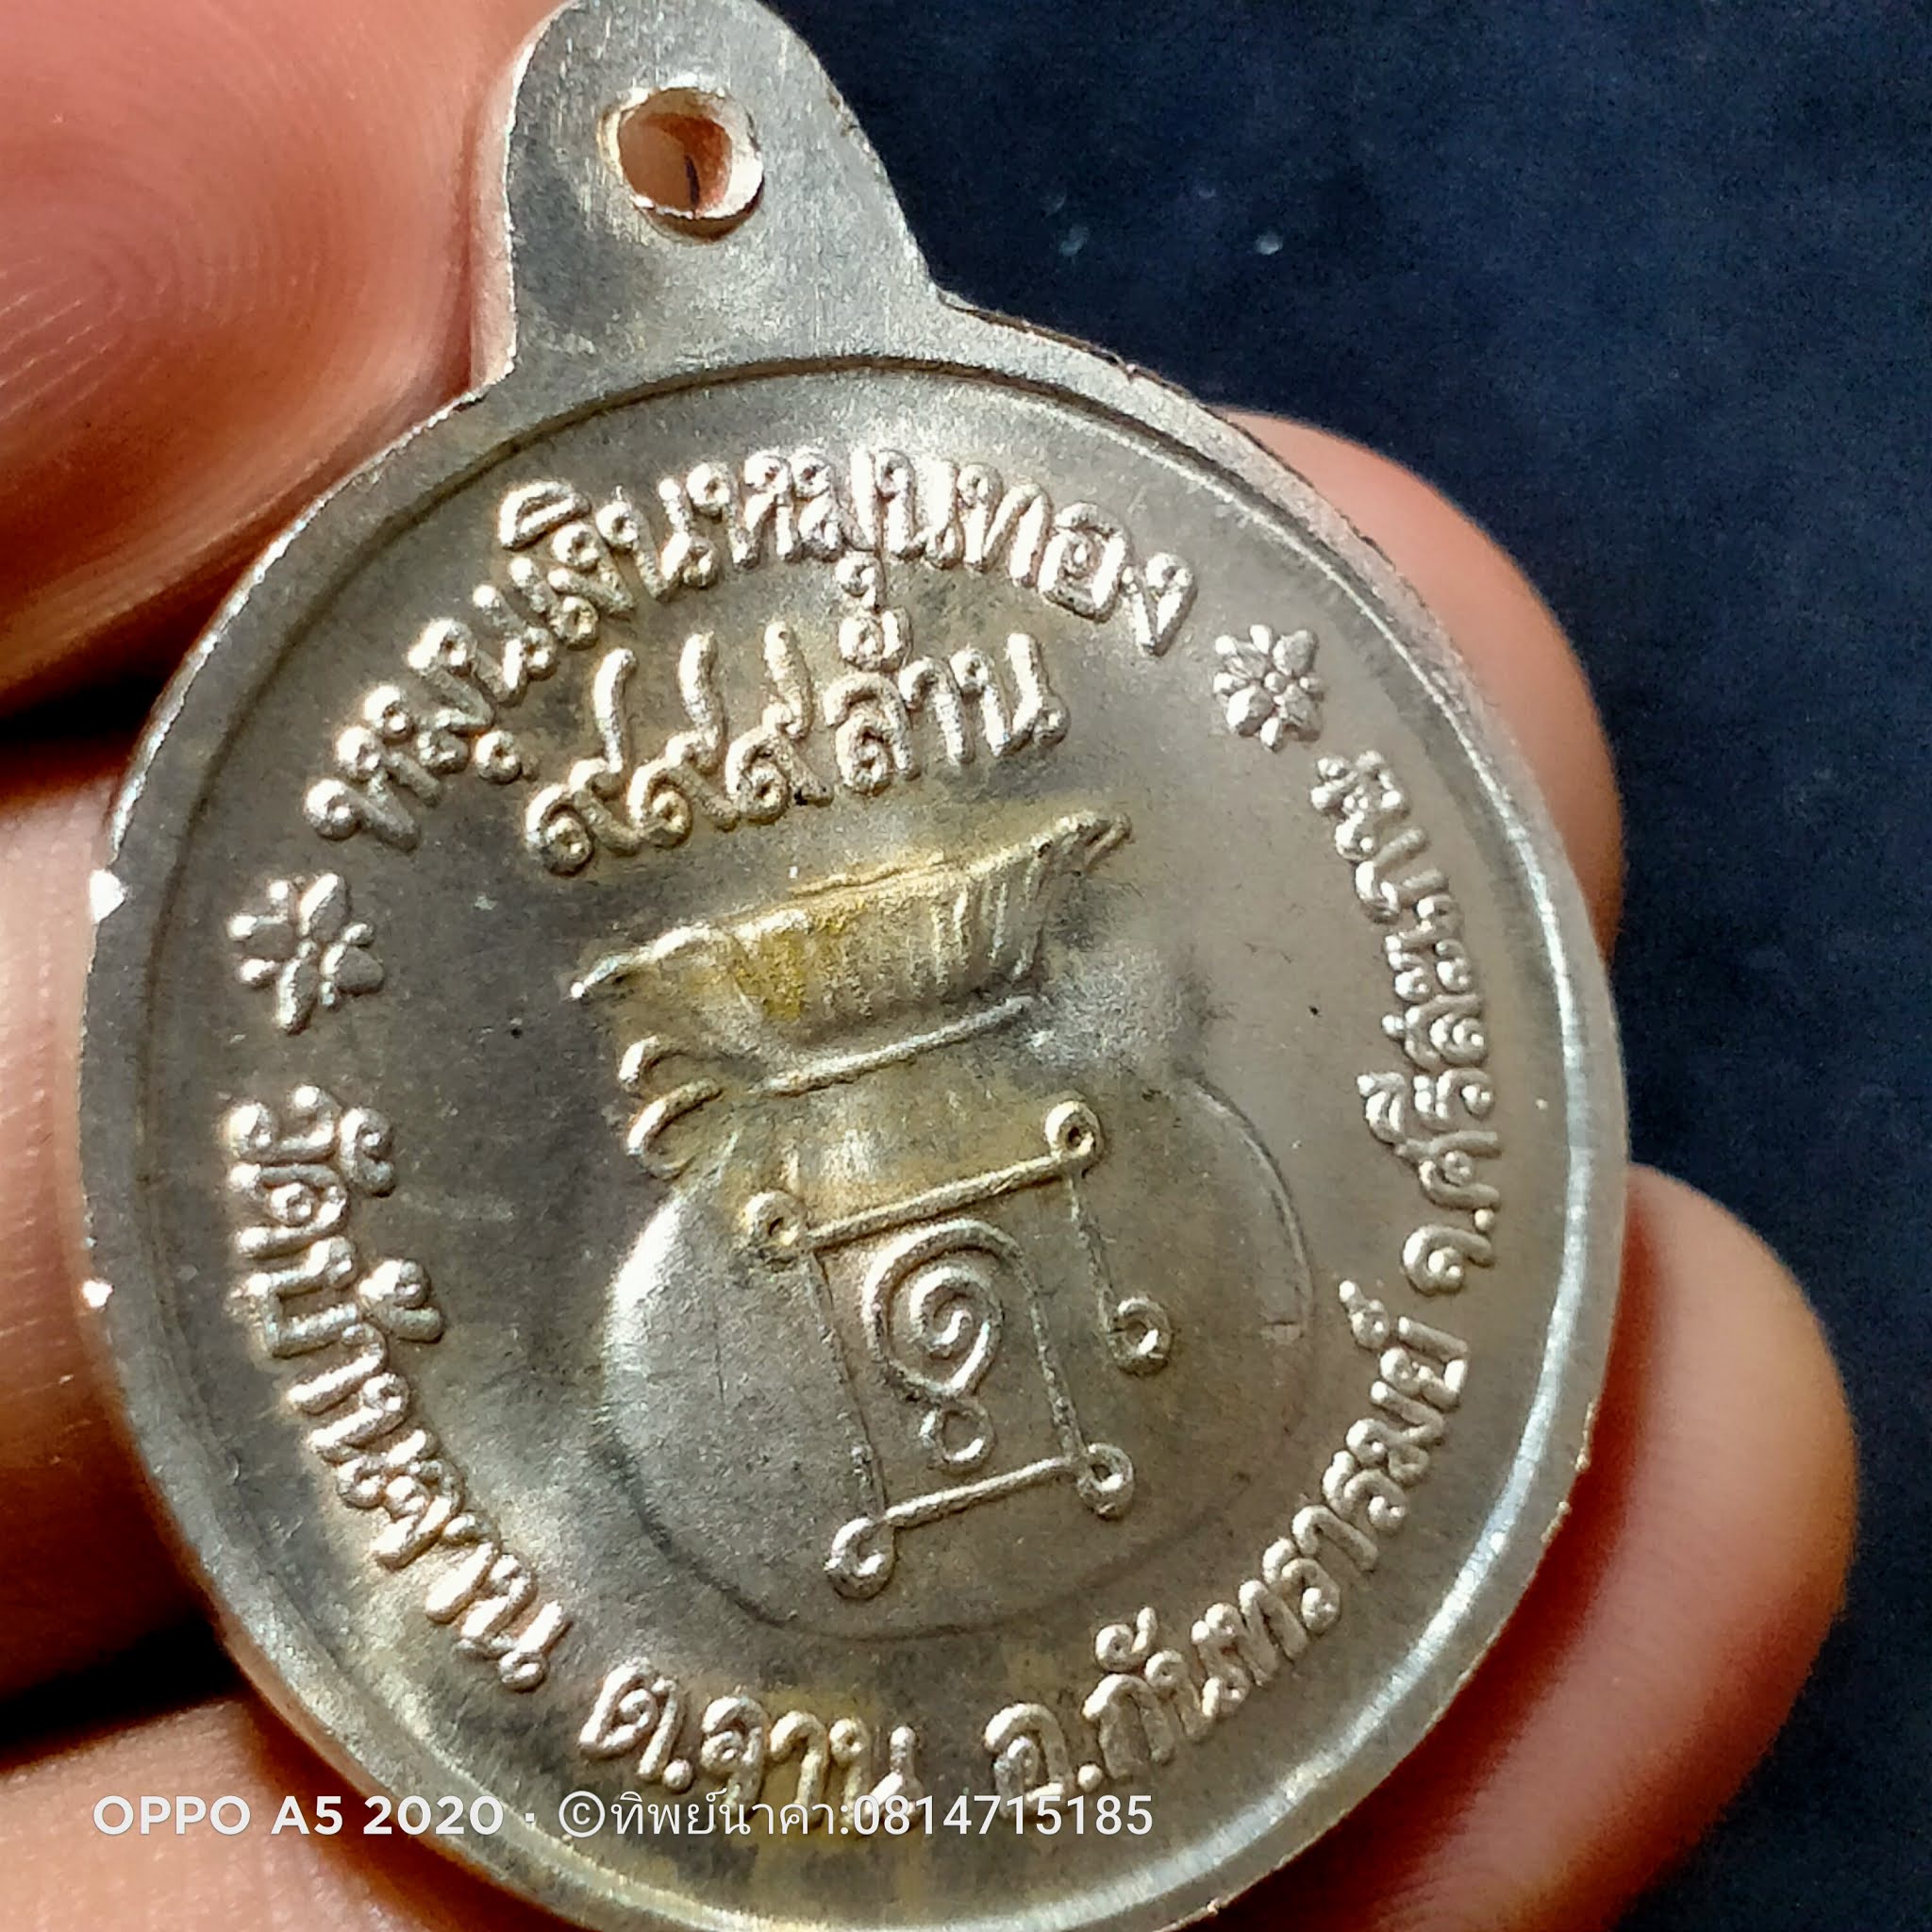 หมุนเงินหมุนทอง
๙๙๙ล้าน
วัดบ้านจาน ต.จาน อ.กันทรารมย์ จ.ศรีสะเกษ
OPPO A5 2020 · ©ทิพย์นาคา:0814715185